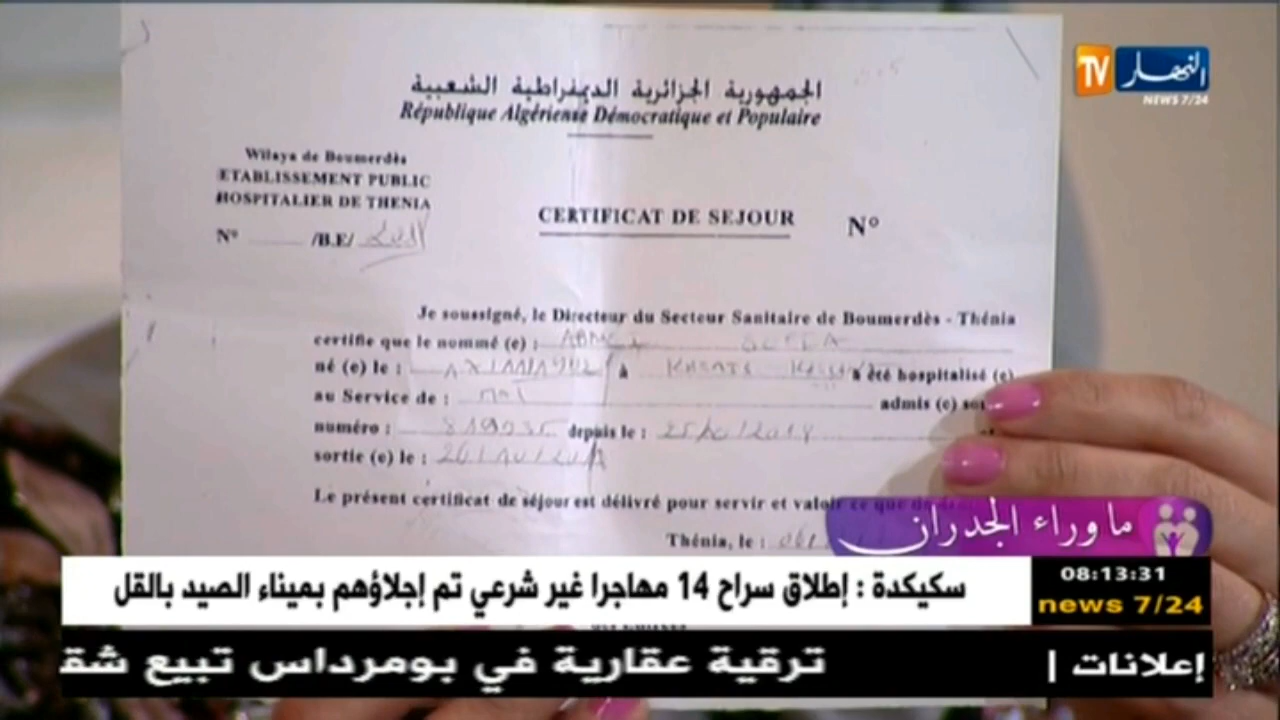 الجمهورية الجزائرية الديمقراطية الشعبية
République Algérienne Démocratique et Populaire
TV النهار
NEWS 7/24
Wilaya de Boumerdès
ETABLISSEMENT PUBLIC
HOSPITALIER DE THENIA
CERTIFICAT DE SEJOUR N°
N° /B.E/
Je soussigné, le Directeur du Secteur Sanitaire de Boumerdès - Thénia
certifie que le nommé (e) :
né (e) le : à a été hospitalisé (e)
au Service de : admis (e)
numéro : depuis le :
sortie (e) le :
Le présent certificat de séjour est délivré pour servir et valoir ce que de
Thénia, le :
ما وراء الجدران
سكيكدة : إطلاق سراح 14 مهاجرا غير شرعي تم إجلاؤهم بميناء الصيد بالقل
08:13:31
news 7/24
إعلانات | ترقية عقارية في بومرداس تبيع شق